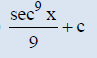 sec⁹ x / 9 + c